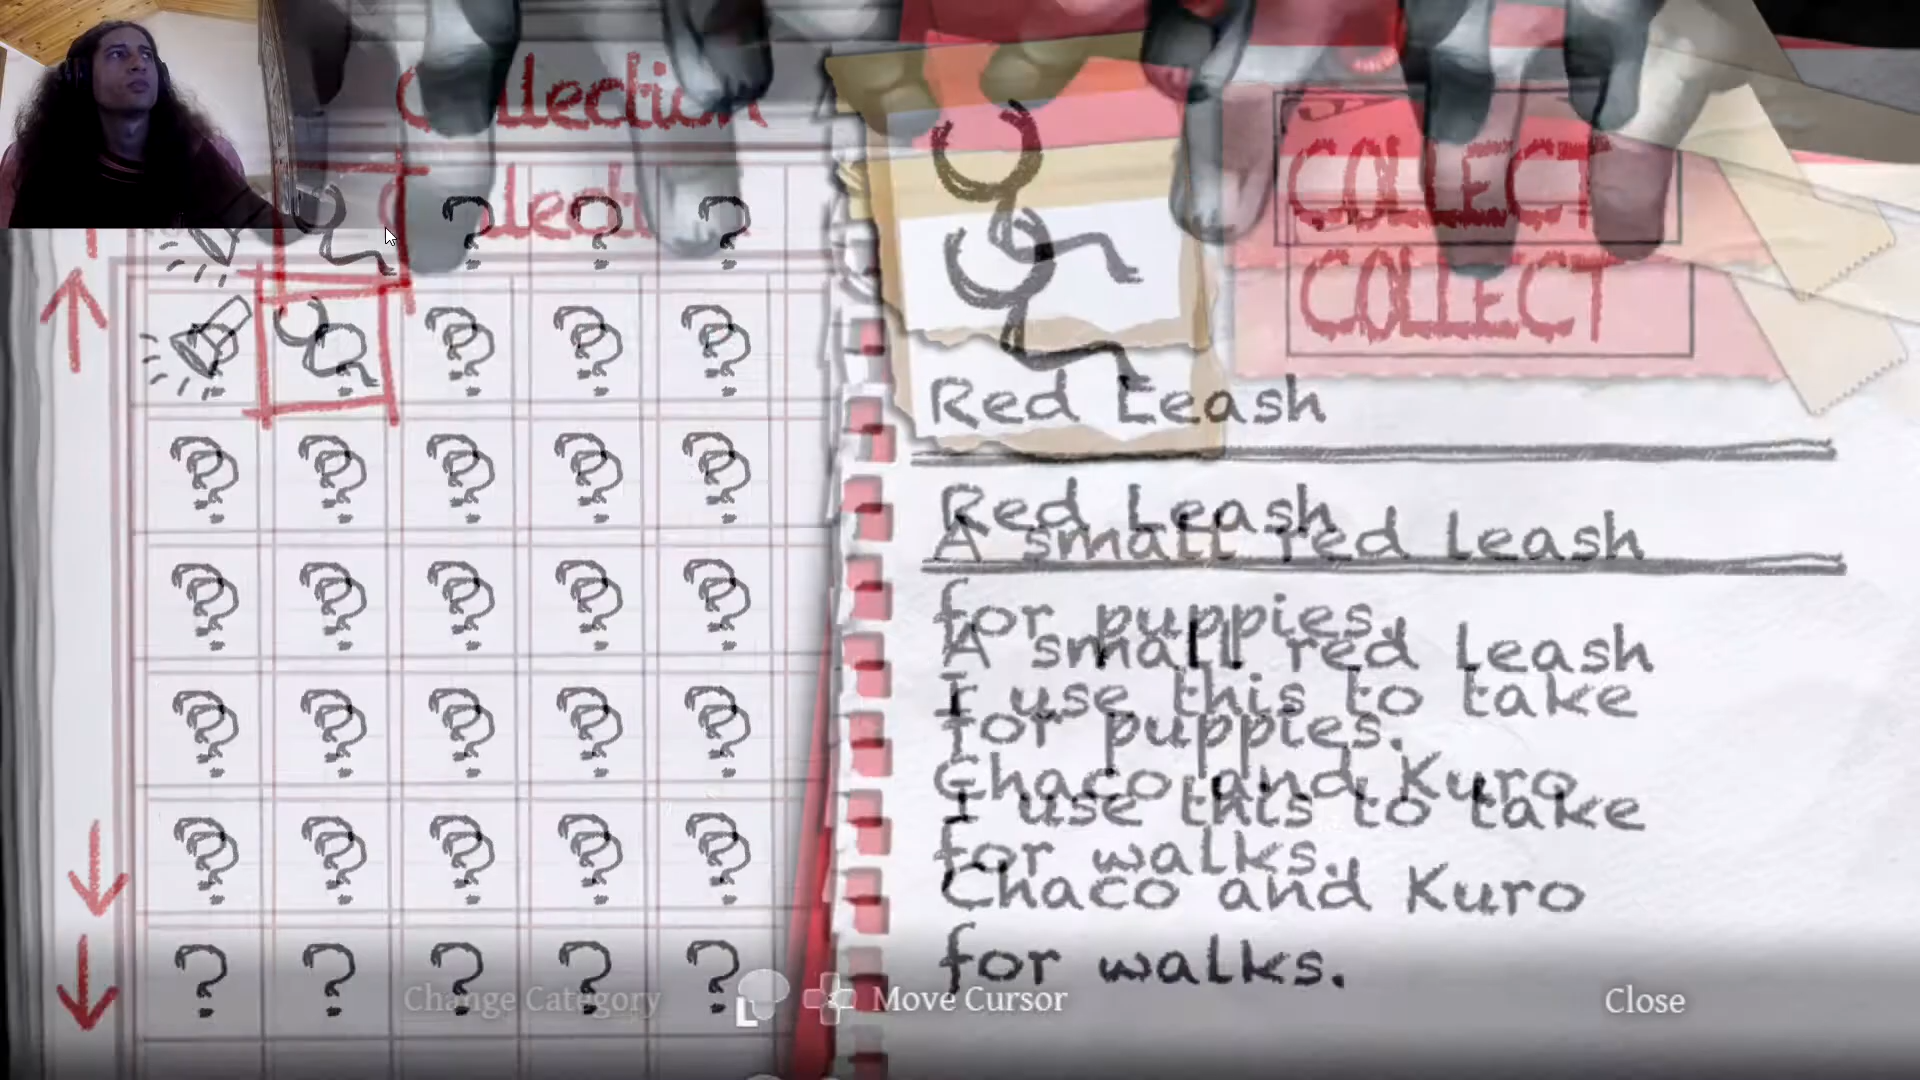 Collection
Collection
COLLECT
COLLECT
Red Leash
Red Leash
A small red leash
for puppies.
A small red leash
I use this to take
for puppies.
Chaco and Kuro
I use this to take
for walks.
Chaco and Kuro
for walks.
Change Category
L
Move Cursor
Close